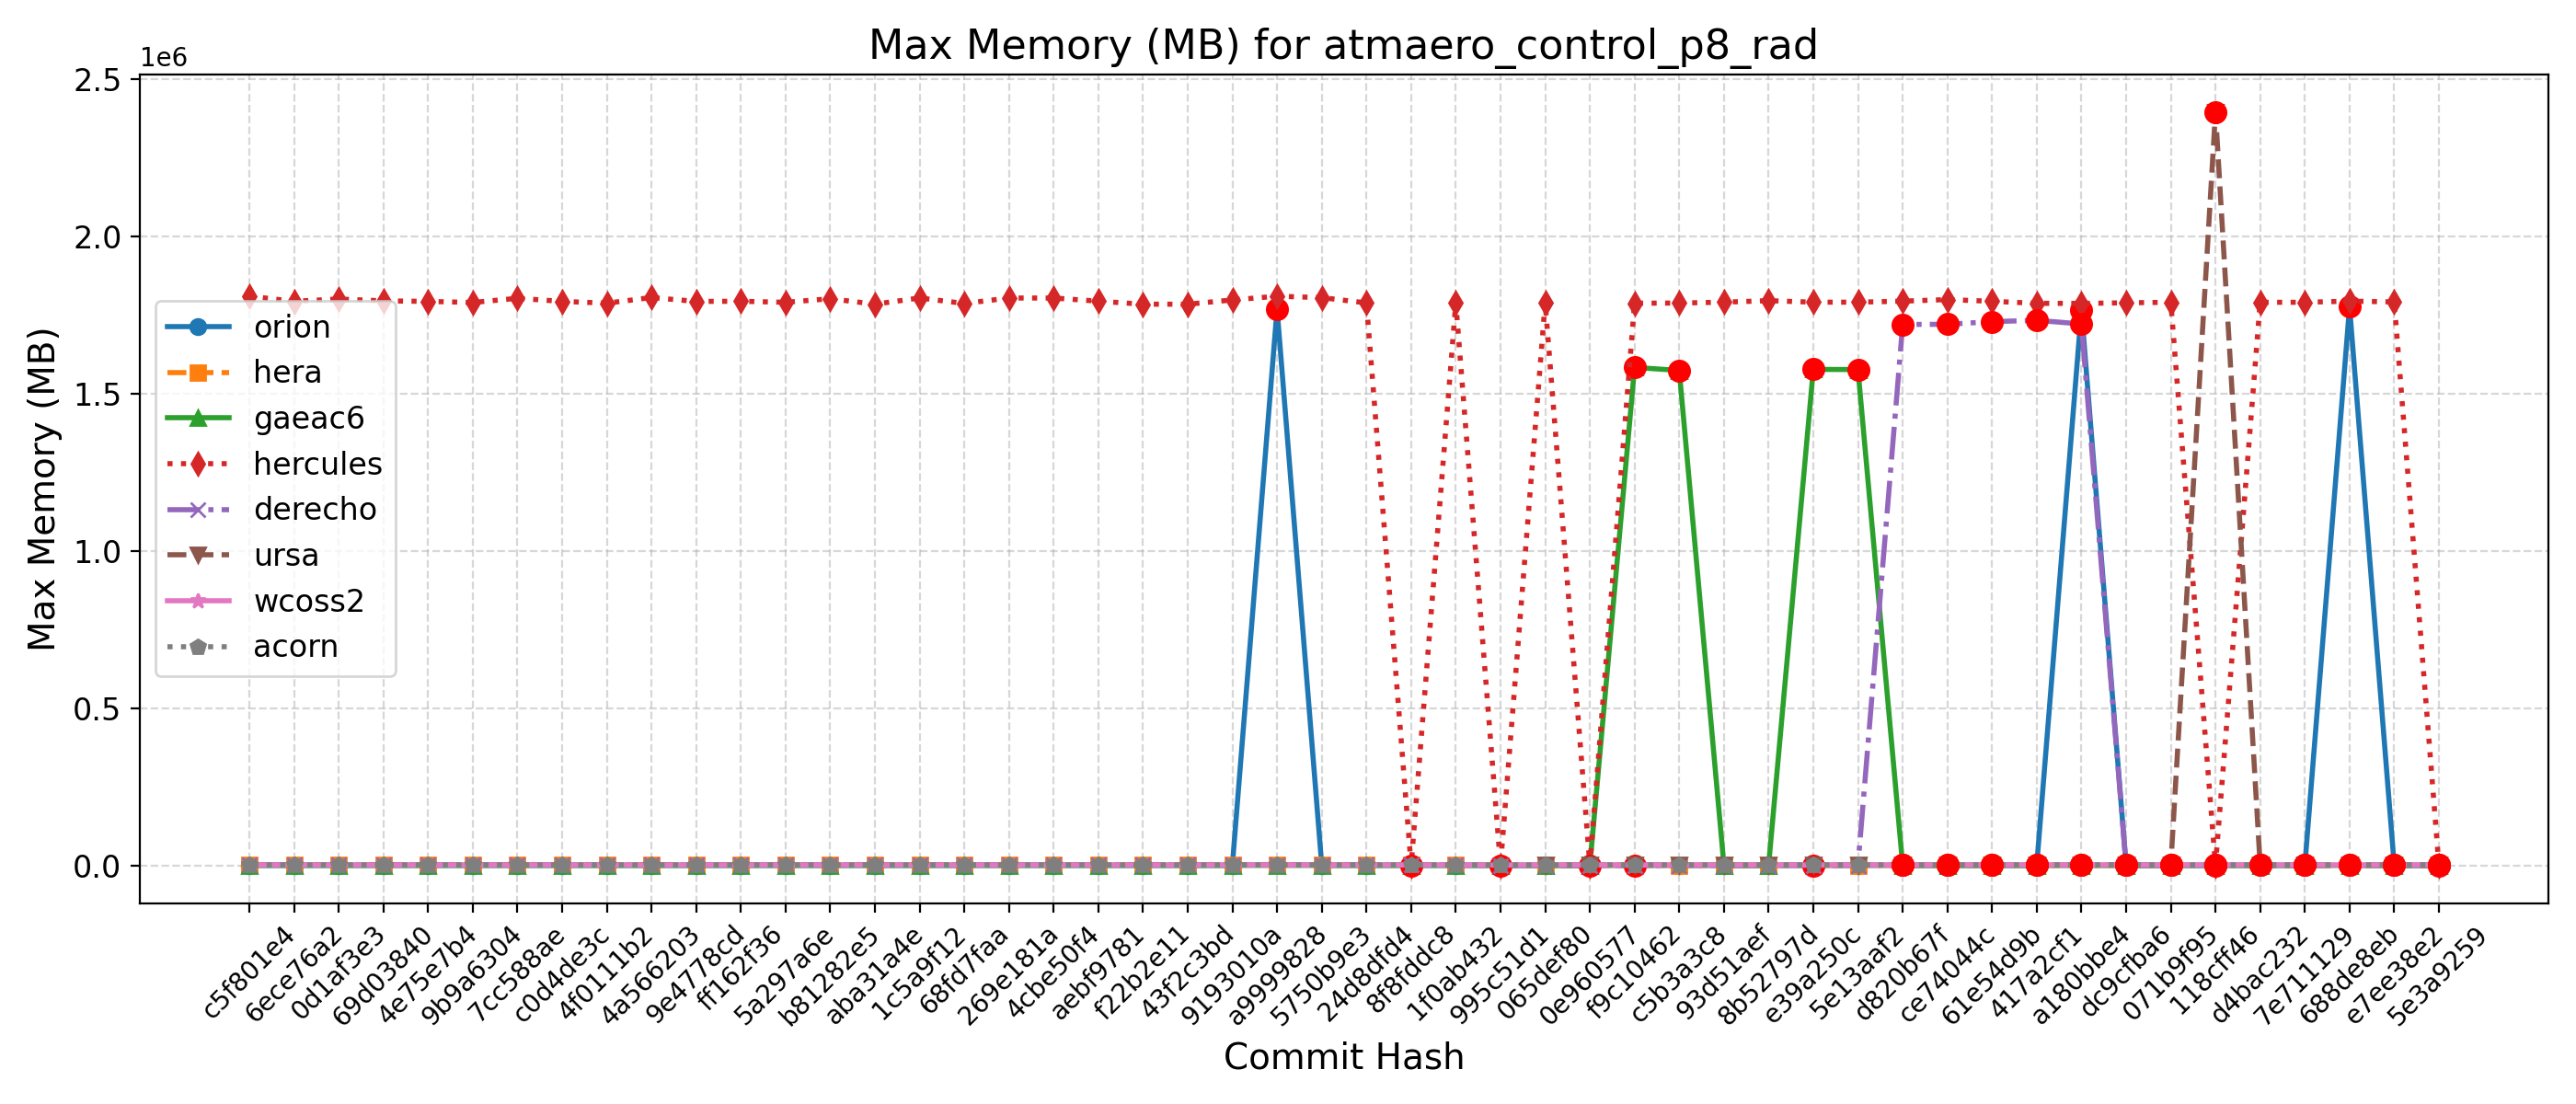 Max Memory (MB) for atmaero_control_p8_rad
1e6
2.5
2.0
1.5
1.0
0.5
0.0
Max Memory (MB)
orion
hera
gaeac6
hercules
derecho
ursa
wcoss2
acorn
c5f801e4
6ece76a2
0d1af3e3
69d03840
4e75e7b4
9b9a6304
7cc588ae
c0d4de3c
4f0111b2
4a566203
9e4778cd
ff162f36
5a297a6e
b81282e5
aba31a4e
1c5a9f12
68fd7faa
269e181a
4cbe50f4
aebf9781
f22b2e11
43f2c3bd
9193010a
a9999828
5750b9e3
24d8dfd4
8f8fddc8
1f0ab432
995c51d1
065def80
0e960577
f9c10462
c5b3a3c8
93d51aef
8b52797d
e39a250c
5e13aaf2
d820b67f
ce74044c
61e54d9b
417a2cf1
a180bbe4
dc9cfba6
071b9f95
118cff46
d4bac232
7e711129
688de8eb
e7ee38e2
5e3a9259
Commit Hash